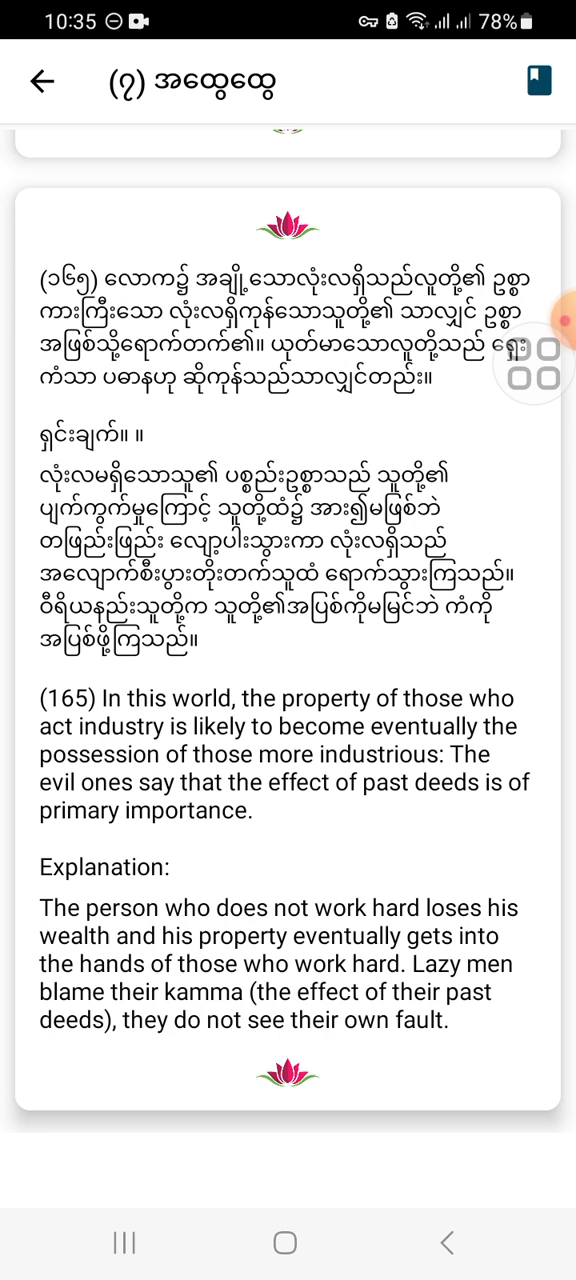 10:35
78%
(၇) အထွေထွေ
(၁၆၅) လောက၌ အချို့သောလုံးလရှိသည်လူတို့၏ ဥစ္စာ
ကားကြီးသော လုံးလရှိကုန်သောသူတို့၏ သာလျှင် ဥစ္စာ
အဖြစ်သို့ရောက်တက်၏။ ယုတ်မာသောလူတို့သည် ရှေး
ကံသာ ပဓာနဟု ဆိုကုန်သည်သာလျှင်တည်း။
ရှင်းချက်။ ။
လုံးလမရှိသောသူ၏ ပစ္စည်းဥစ္စာသည် သူတို့၏
ပျက်ကွက်မှုကြောင့် သူတို့ထံ၌ အား၍မဖြစ်ဘဲ
တဖြည်းဖြည်း လျော့ပါးသွားကာ လုံးလရှိသည်
အလျောက်စီးပွားတိုးတက်သူထံ ရောက်သွားကြသည်။
ဝီရိယနည်းသူတို့က သူတို့၏အပြစ်ကိုမမြင်ဘဲ ကံကို
အပြစ်ဖို့ကြသည်။
(165) In this world, the property of those who
act industry is likely to become eventually the
possession of those more industrious: The
evil ones say that the effect of past deeds is of
primary importance.
Explanation:
The person who does not work hard loses his
wealth and his property eventually gets into
the hands of those who work hard. Lazy men
blame their kamma (the effect of their past
deeds), they do not see their own fault.